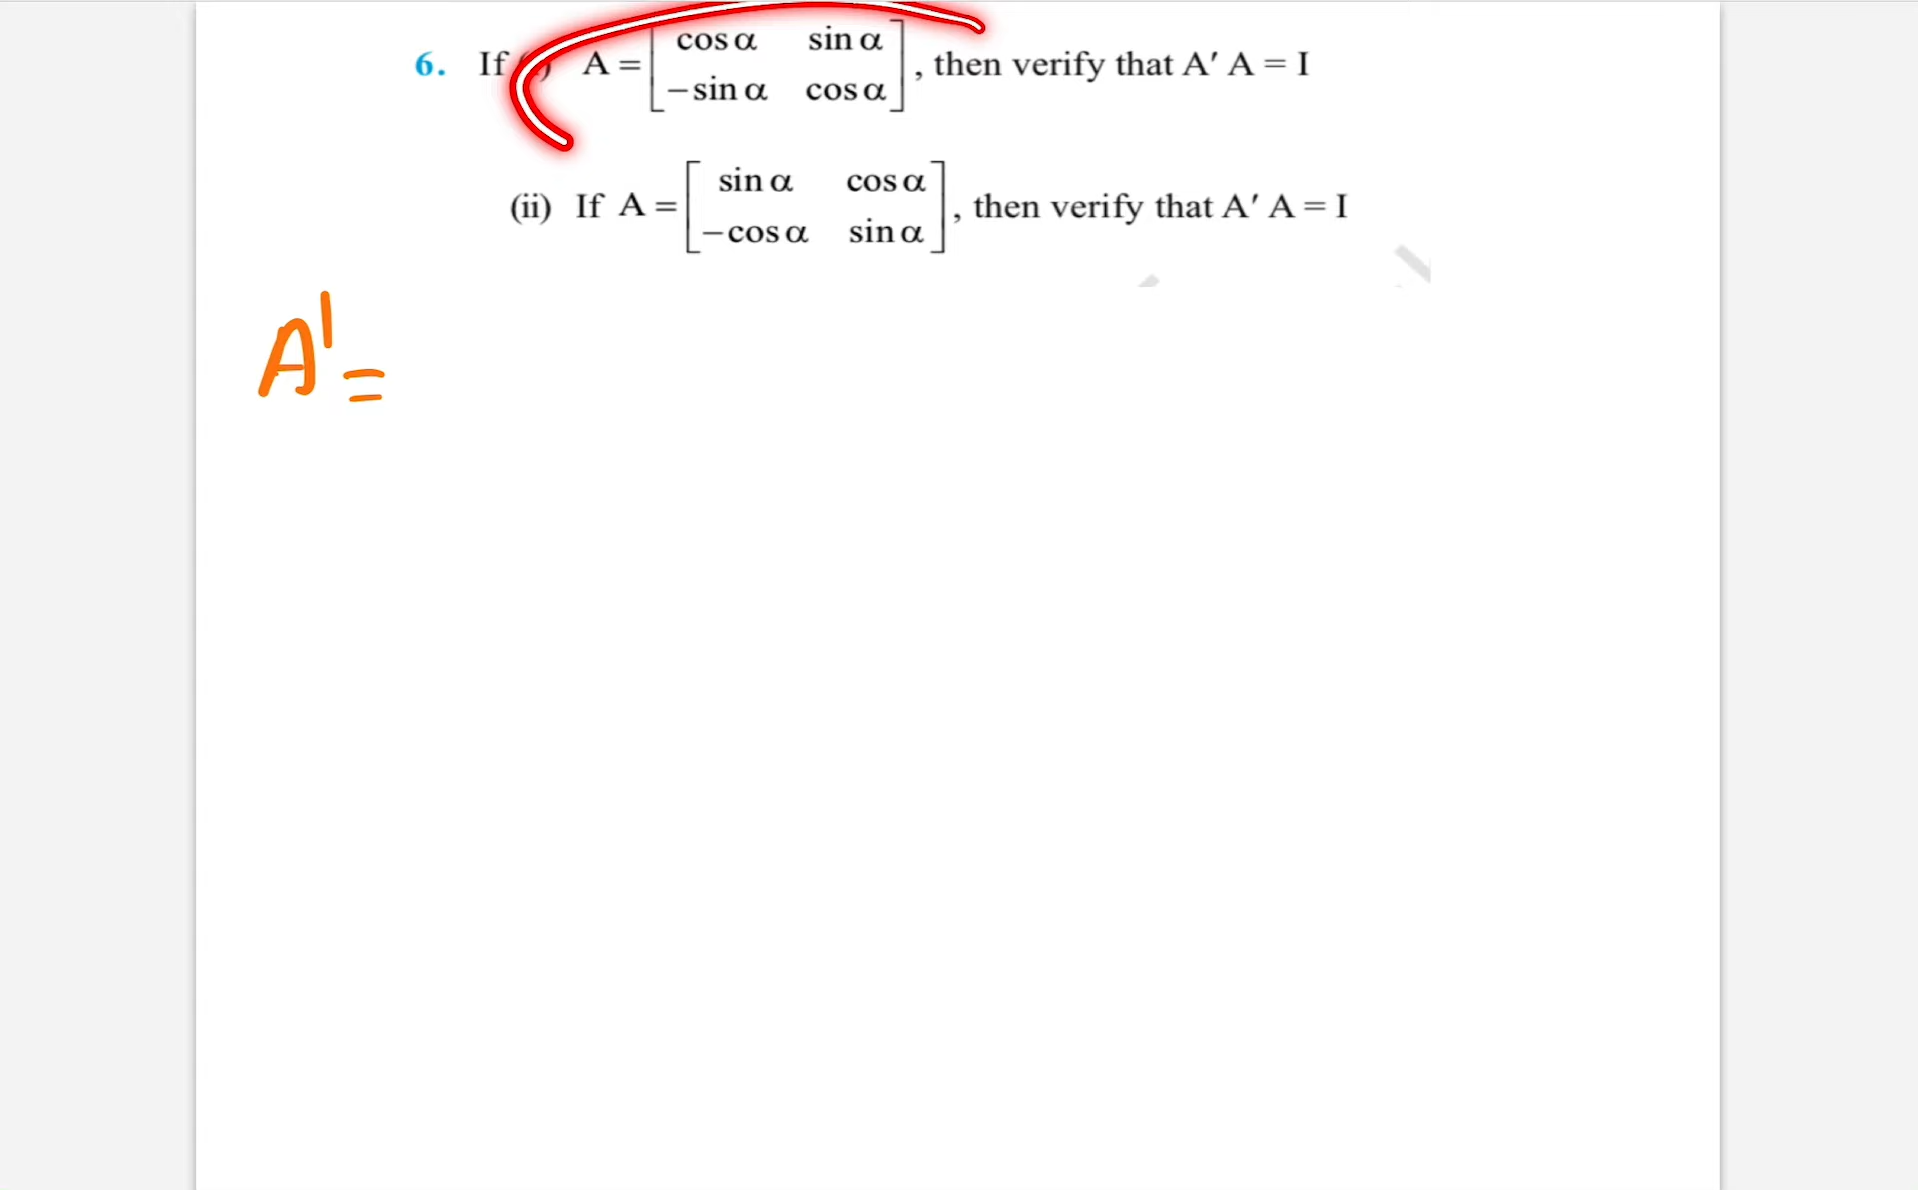 6. If A = [ cos α sin α
−sin α cos α ] , then verify that A′ A = I
(ii) If A = [ sin α cos α
−cos α sin α ] , then verify that A′ A = I
A' =